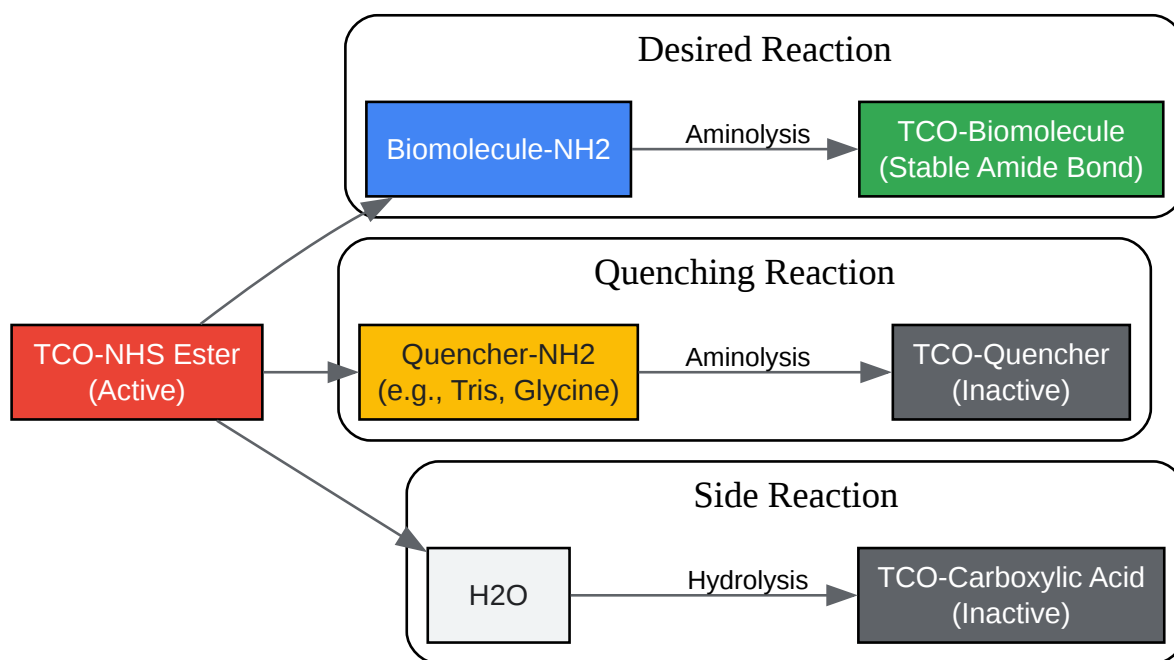 Desired Reaction
Biomolecule-NH2
Aminolysis
TCO-Biomolecule
(Stable Amide Bond)
Quenching Reaction
TCO-NHS Ester
(Active)
Quencher-NH2
(e.g., Tris, Glycine)
Aminolysis
TCO-Quencher
(Inactive)
Side Reaction
H2O
Hydrolysis
TCO-Carboxylic Acid
(Inactive)